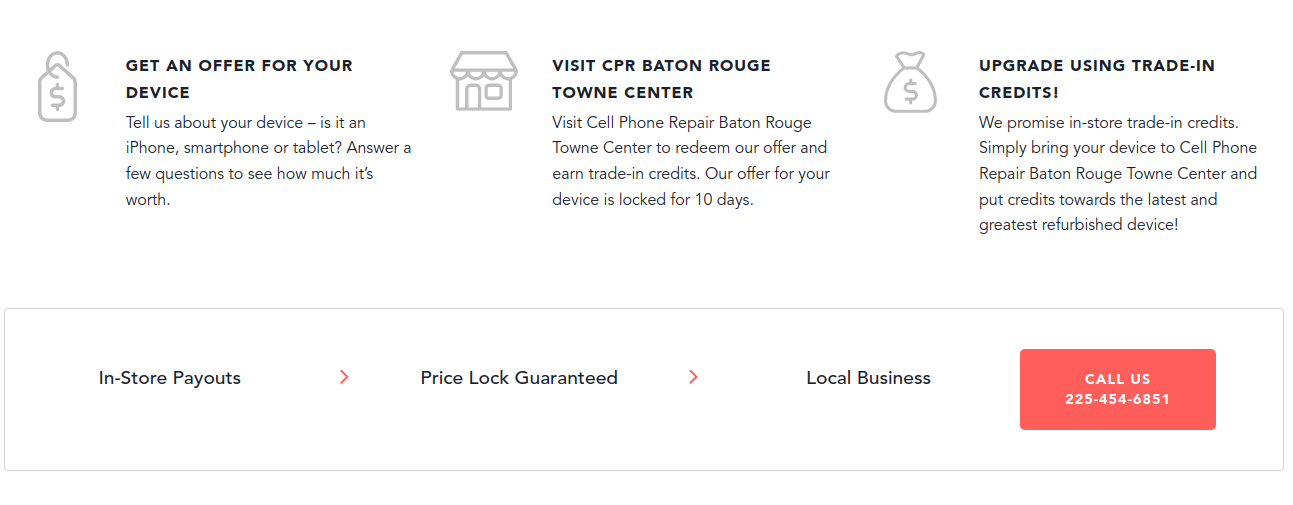 GET AN OFFER FOR YOUR
DEVICE
Tell us about your device – is it an
iPhone, smartphone or tablet? Answer a
few questions to see how much it’s
worth.
VISIT CPR BATON ROUGE
TOWNE CENTER
Visit Cell Phone Repair Baton Rouge
Towne Center to redeem our offer and
earn trade-in credits. Our offer for your
device is locked for 10 days.
UPGRADE USING TRADE-IN
CREDITS!
We promise in-store trade-in credits.
Simply bring your device to Cell Phone
Repair Baton Rouge Towne Center and
put credits towards the latest and
greatest refurbished device!
In-Store Payouts
Price Lock Guaranteed
Local Business
CALL US
225-454-6851